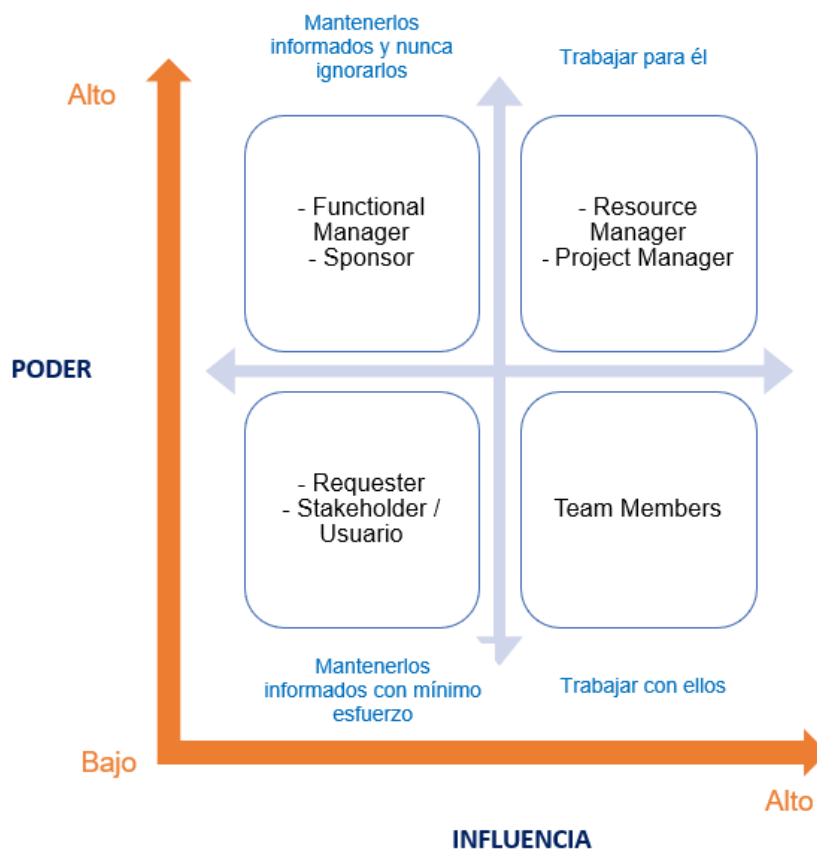 Mantenerlos
informados y nunca
ignorarlos
Trabajar para él
Alto
- Functional
Manager
- Sponsor
- Resource
Manager
- Project Manager
PODER
- Requester
- Stakeholder /
Usuario
Team Members
Mantenerlos
informados con mínimo
esfuerzo
Trabajar con ellos
Bajo
Alto
INFLUENCIA